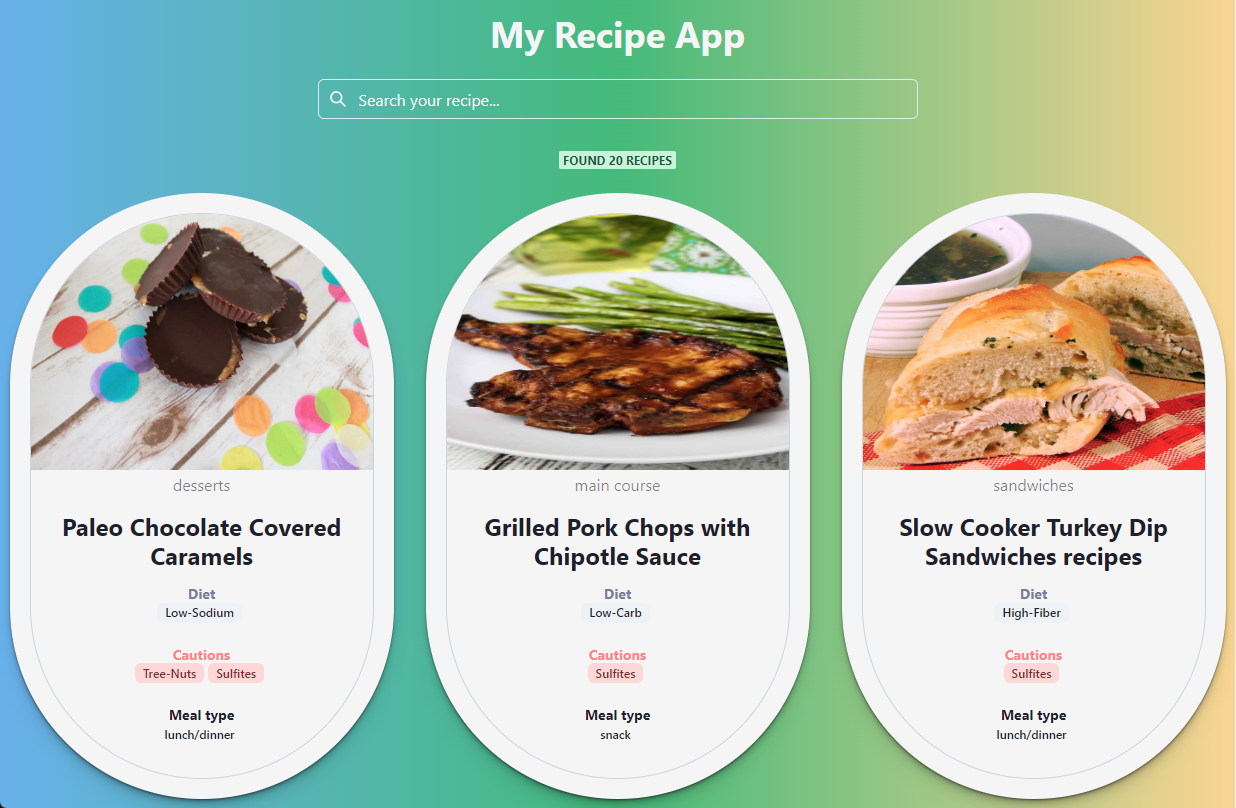 My Recipe App
Search your recipe...
FOUND 20 RECIPES
desserts
Paleo Chocolate Covered
Caramels
Diet
Low-Sodium
Cautions
Tree-Nuts Sulfites
Meal type
lunch/dinner
main course
Grilled Pork Chops with
Chipotle Sauce
Diet
Low-Carb
Cautions
Sulfites
Meal type
snack
sandwiches
Slow Cooker Turkey Dip
Sandwiches recipes
Diet
High-Fiber
Cautions
Sulfites
Meal type
lunch/dinner